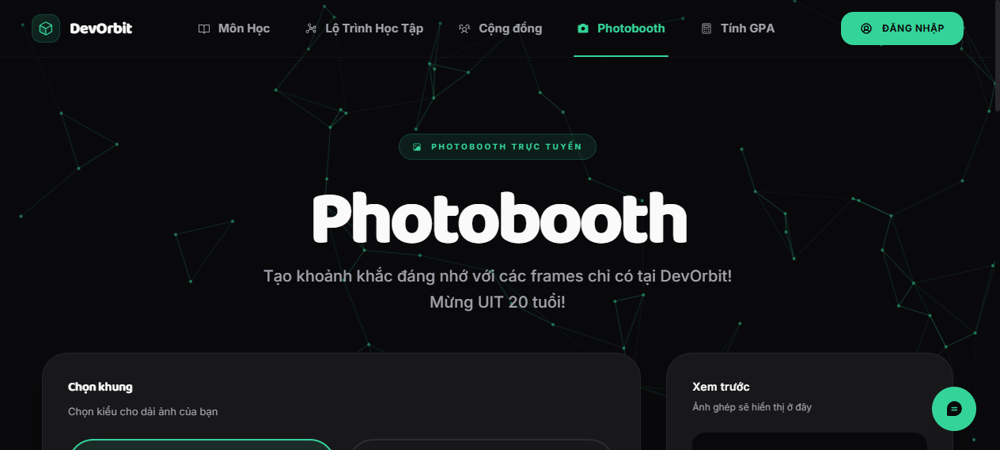 DevOrbit
Môn Học
Lộ Trình Học Tập
Cộng đồng
Photobooth
Tính GPA
ĐĂNG NHẬP
PHOTOBOOTH TRỰC TUYẾN
Photobooth
Tạo khoảnh khắc đáng nhớ với các frames chỉ có tại DevOrbit!
Mừng UIT 20 tuổi!
Chọn khung
Chọn kiểu cho dải ảnh của bạn
Xem trước
Ảnh ghép sẽ hiển thị ở đây